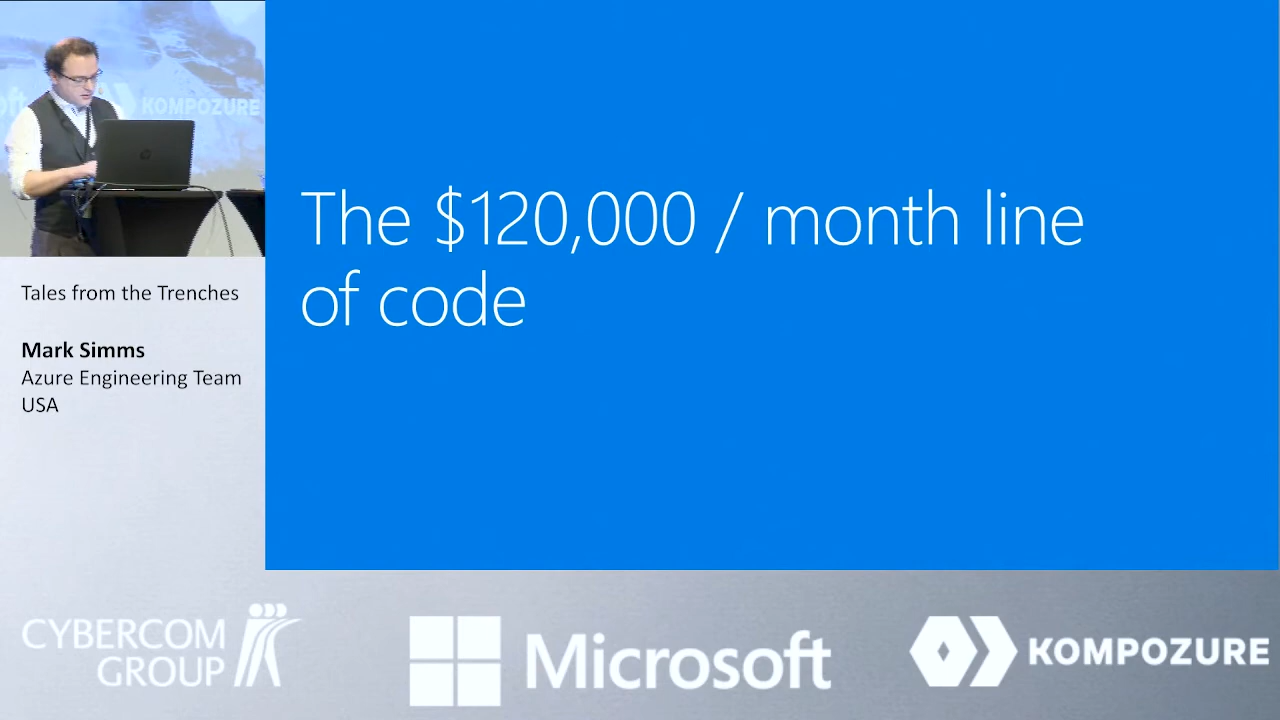 oft KOMPOZURE
The $120,000 / month line
of code
Tales from the Trenches
Mark Simms
Azure Engineering Team
USA
CYBERCOM
GROUP
Microsoft
KOMPOZURE